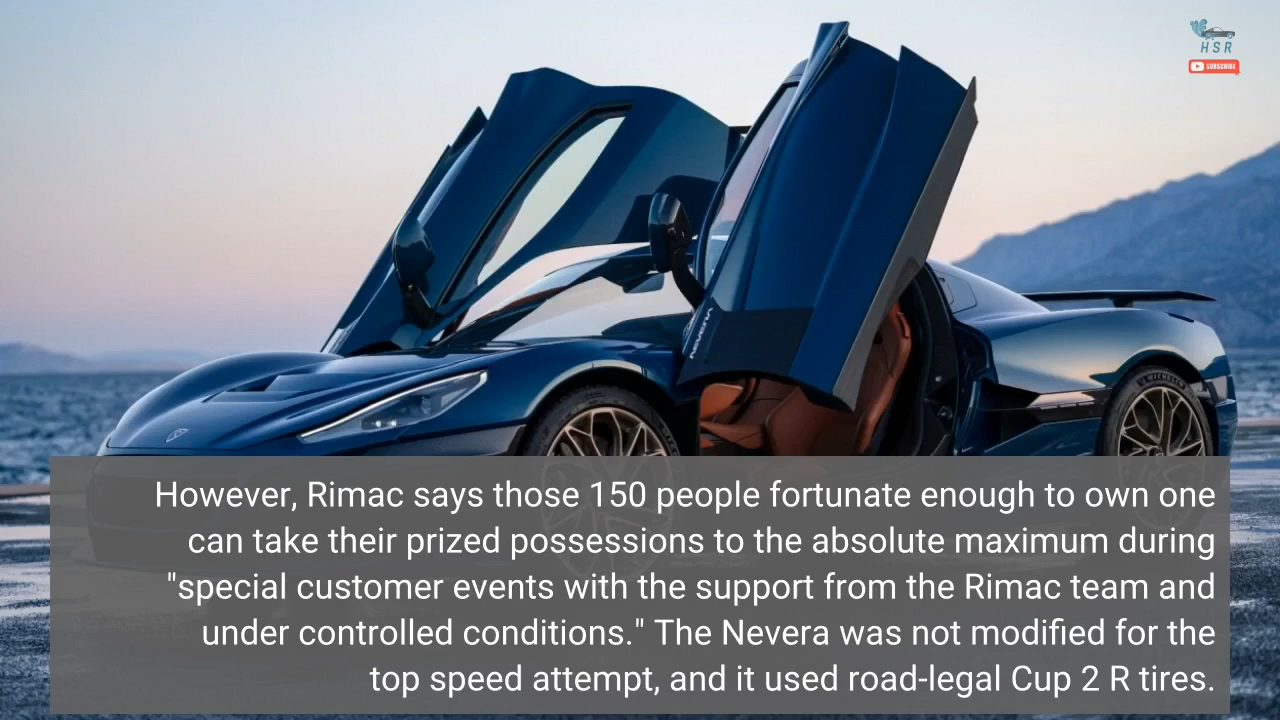 HSR
SUBSCRIBE
NEVERA
MICHELIN
However, Rimac says those 150 people fortunate enough to own one
can take their prized possessions to the absolute maximum during
"special customer events with the support from the Rimac team and
under controlled conditions." The Nevera was not modified for the
top speed attempt, and it used road-legal Cup 2 R tires.